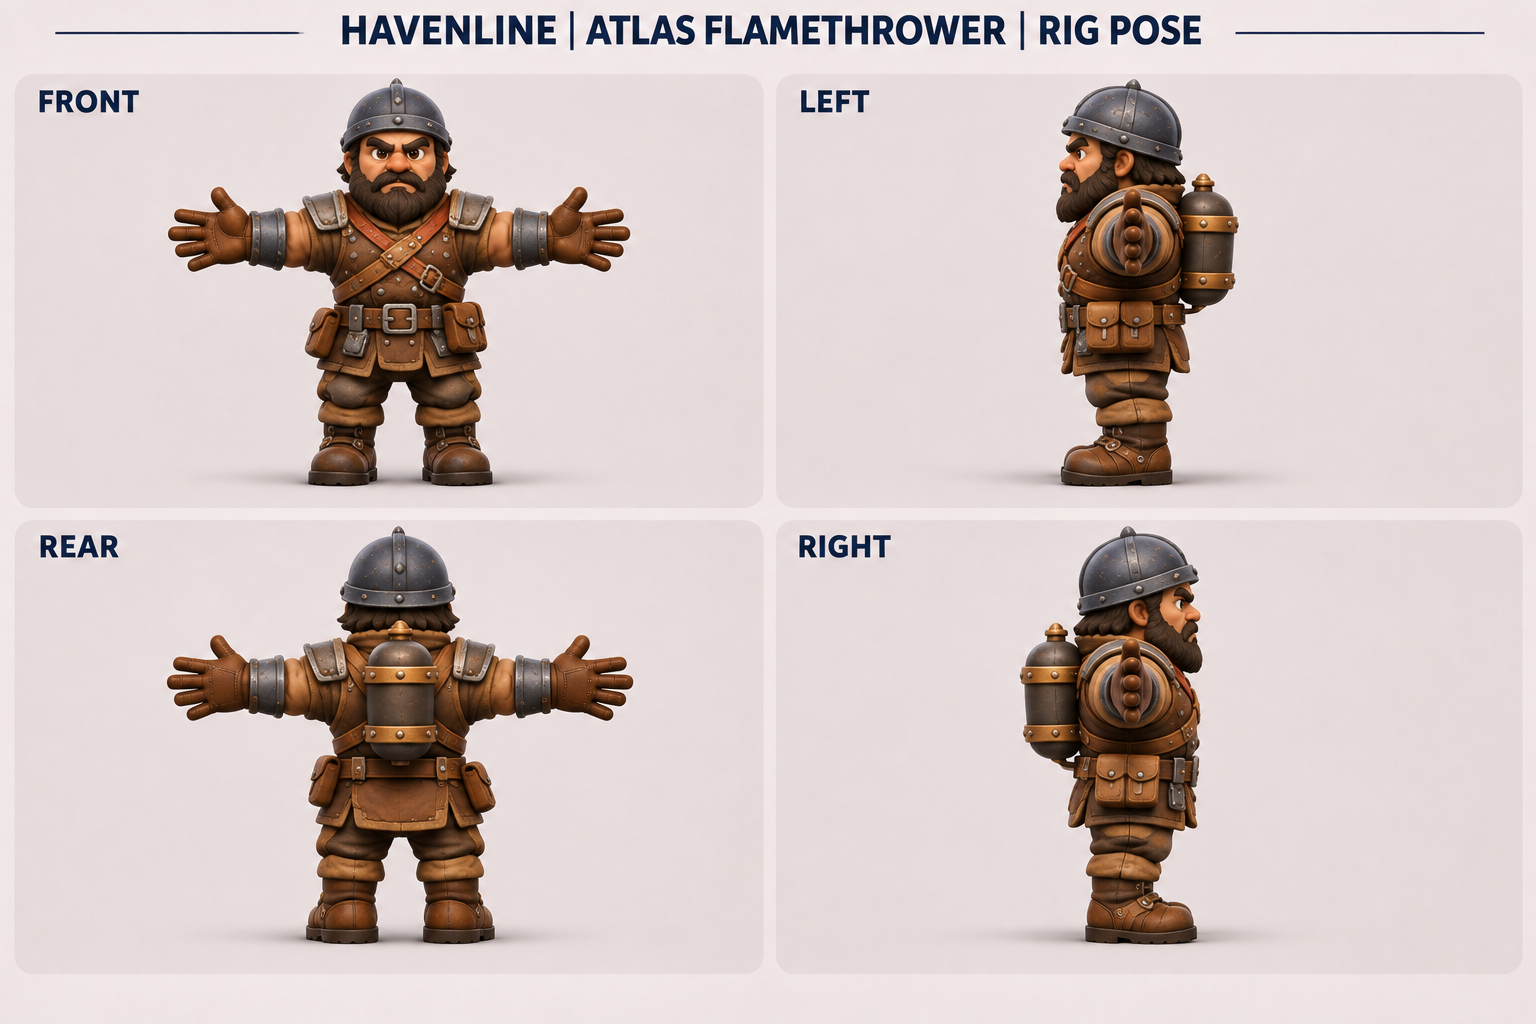 HAVENLINE | ATLAS FLAMETHROWER | RIG POSE
FRONT
LEFT
REAR
RIGHT